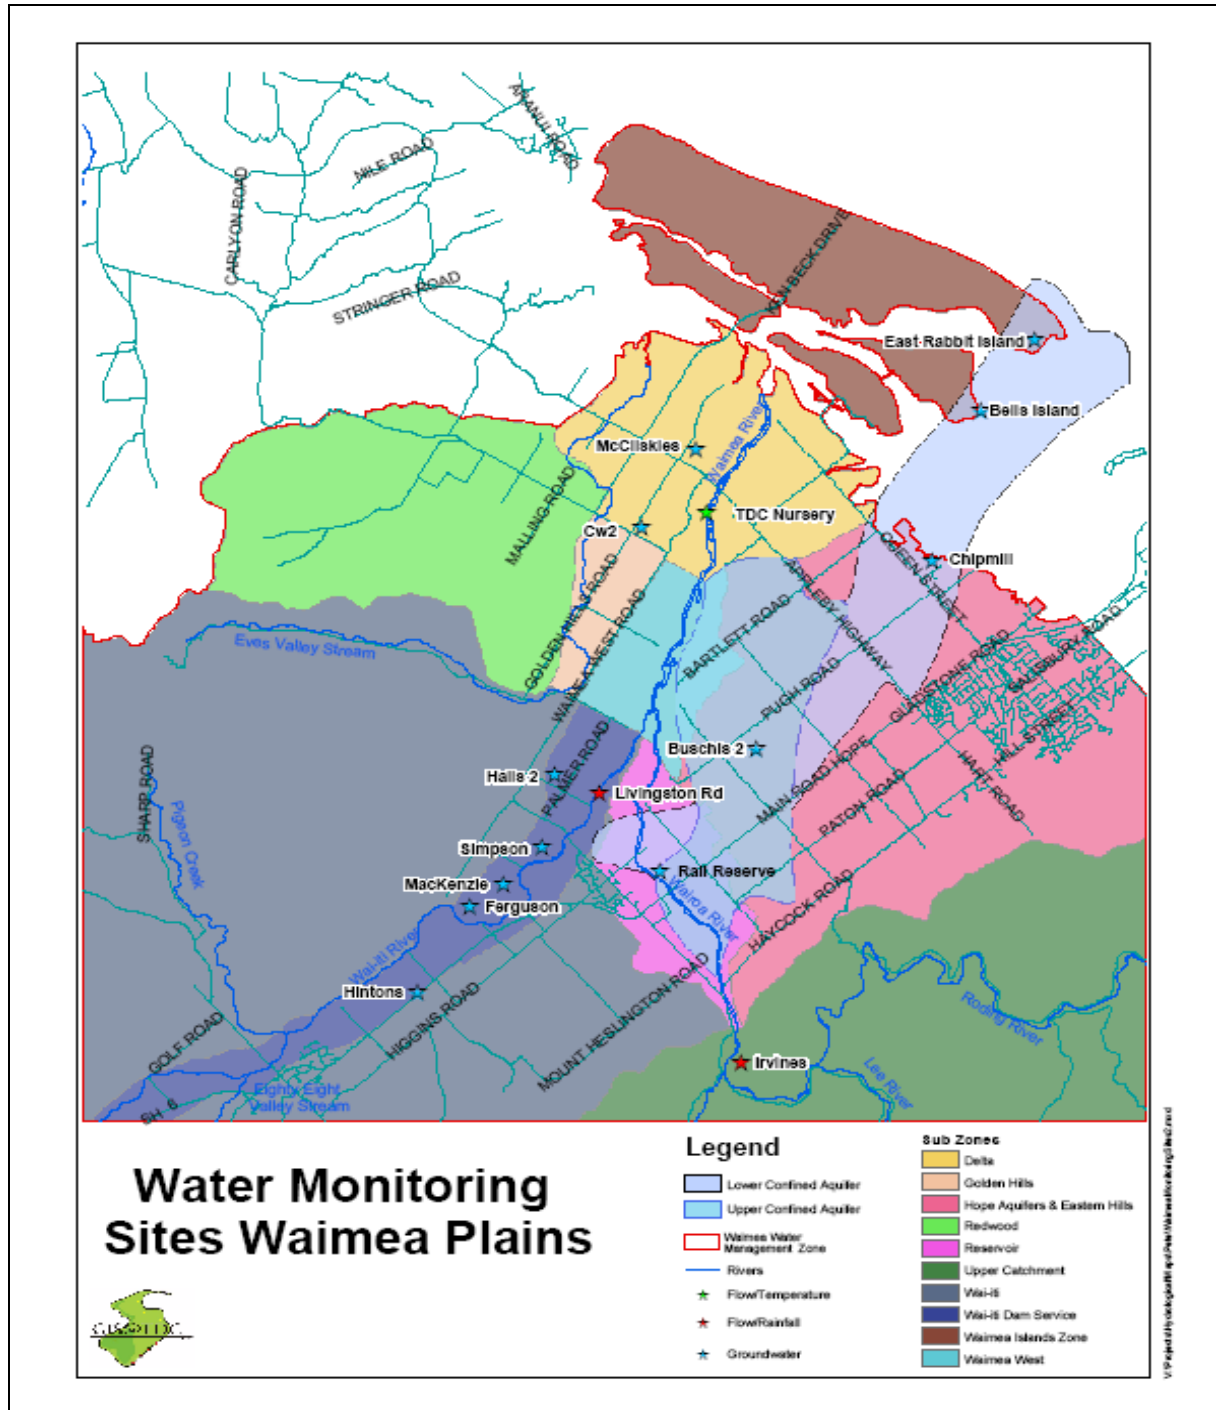 AHANUI ROAD
NILE ROAD
CARLYON ROAD
KEN BECK DRIVE
STRINGER ROAD
East Rabbit Island
Bells Island
McCliskies
Waimea River
MALLING ROAD
TDC Nursery
Cw2
QUEEN STREET
Chipmill
APPLEBY HIGHWAY
GOLDEN HILLS ROAD
WAIMEA WEST ROAD
BARTLETT ROAD
Eves Valley Stream
PUGH ROAD
GLADSTONE ROAD
SALISBURY ROAD
HILL STREET
Buschls 2
PALMER ROAD
Halls 2
SHARP ROAD
Pigeon Creek
Livingston Rd
MAIN ROAD HOPE
PATON ROAD
HART ROAD
Simpson
MacKenzie
Rail Reserve
Ferguson
Wairoa River
HAYCOCK ROAD
Wai-iti River
Hintons
HIGGINS ROAD
MOUNT HESLINGTON ROAD
Roding River
GOLF ROAD
Irvines
Lee River
Eighty Eight
Valley Stream
SH 6
Water Monitoring
Sites Waimea Plains
Legend
Lower Confined Aquifer
Upper Confined Aquifer
Waimea Water
Management Zone
Rivers
Flow/Temperature
Flow/Rainfall
Groundwater
Sub Zones
Delta
Golden Hills
Hope Aquifers & Eastern Hills
Redwood
Reservoir
Upper Catchment
Wai-iti
Wai-iti Dam Service
Waimea Islands Zone
Waimea West